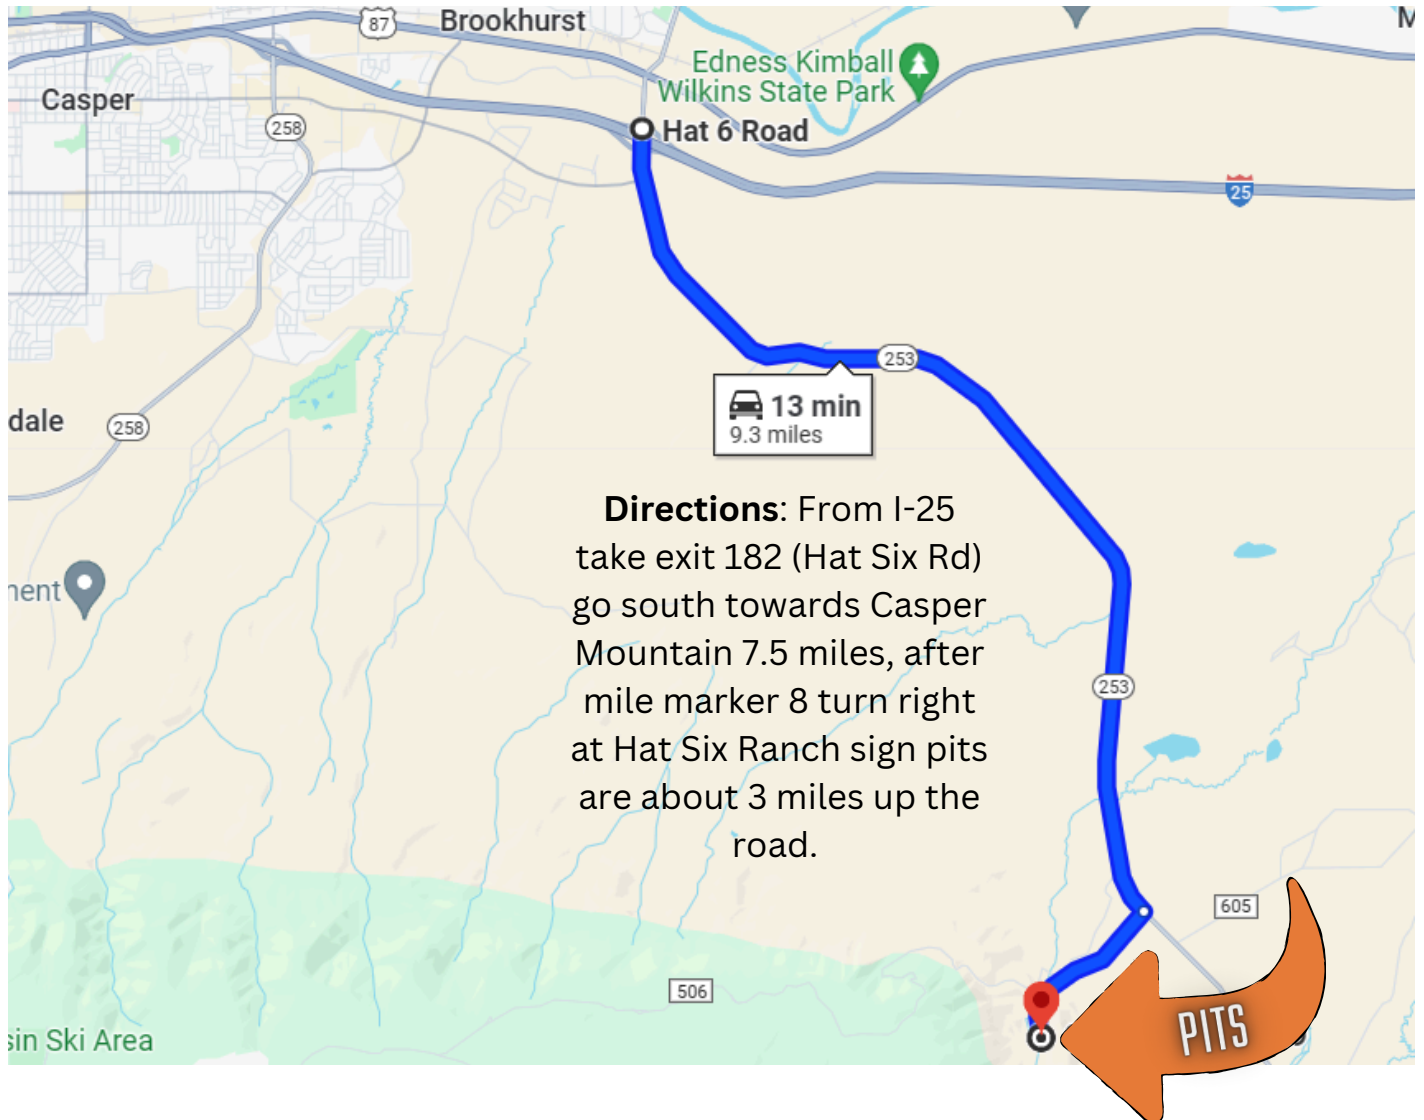 87
Brookhurst
M
Edness Kimball
Wilkins State Park
Casper
258
Hat 6 Road
25
253
13 min
9.3 miles
dale
258
Directions: From I-25
take exit 182 (Hat Six Rd)
go south towards Casper
Mountain 7.5 miles, after
mile marker 8 turn right
at Hat Six Ranch sign pits
are about 3 miles up the
road.
nent
253
605
506
PITS
sin Ski Area